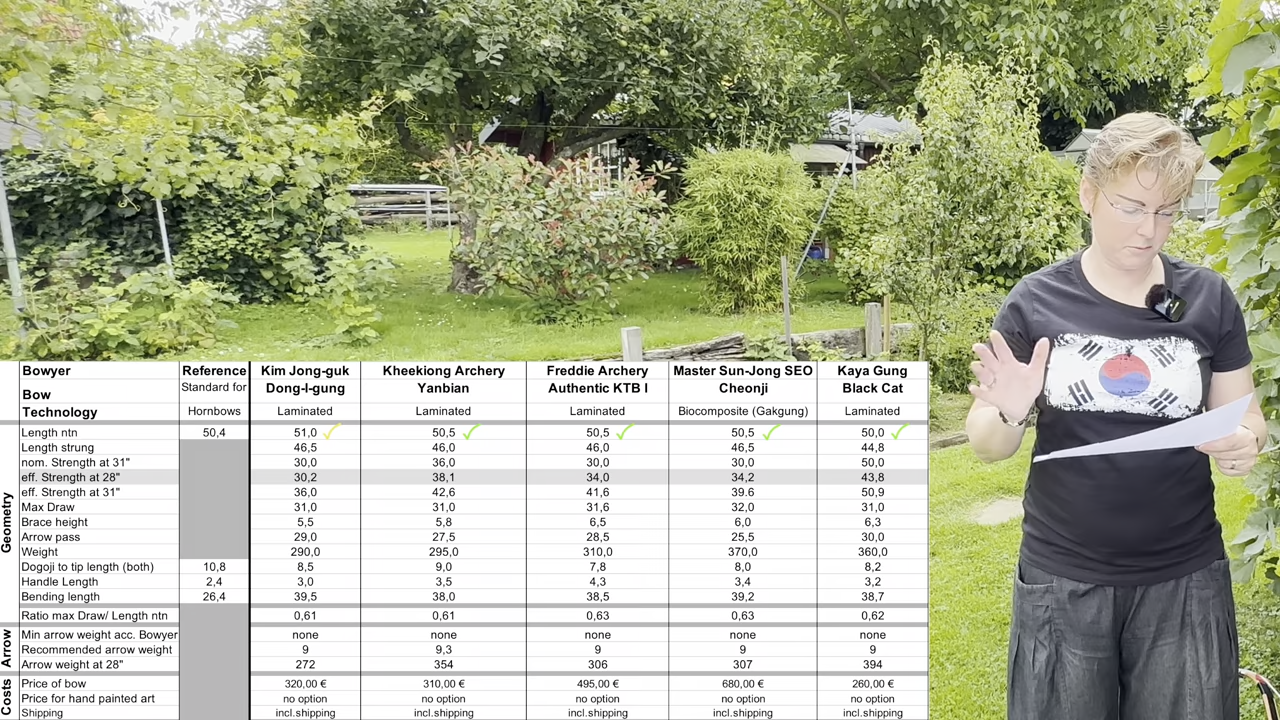 Bowyer Reference Kim Jong-guk Kheekiong Archery Freddie Archery Master Sun-Jong SEO Kaya Gung
Bow Standard for Dong-I-gung Yanbian Authentic KTB I Cheonji Black Cat
Technology Hornbows Laminated Laminated Laminated Biocomposite (Gakgung) Laminated
Geometry
Length ntn 50,4 51,0 50,5 50,5 50,5 50,0
Length strung 46,5 46,0 46,0 46,5 44,8
nom. Strength at 31" 30,0 36,0 30,0 30,0 50,0
eff. Strength at 28" 30,2 38,1 34,0 34,2 43,8
eff. Strength at 31" 36,0 42,6 41,6 39.6 50,9
Max Draw 31,0 31,0 31,6 32,0 31,0
Brace height 5,5 5,8 6,5 6,0 6,3
Arrow pass 29,0 27,5 28,5 25,5 30,0
Weight 290,0 295,0 310,0 370,0 360,0
Dogoji to tip length (both) 10,8 8,5 9,0 7,8 8,0 8,2
Handle Length 2,4 3,0 3,5 4,3 3,4 3,2
Bending length 26,4 39,5 38,0 38,5 39,2 38,7
Ratio max Draw/ Length ntn 0,61 0,61 0,63 0,63 0,62
Arrow
Min arrow weight acc. Bowyer none none none none none
Recommended arrow weight 9 9,3 9 9 9
Arrow weight at 28" 272 354 306 307 394
Costs
Price of bow 320,00 € 310,00 € 495,00 € 680,00 € 260,00 €
Price for hand painted art no option no option no option no option no option
Shipping incl.shipping incl.shipping incl.shipping incl.shipping incl.shipping